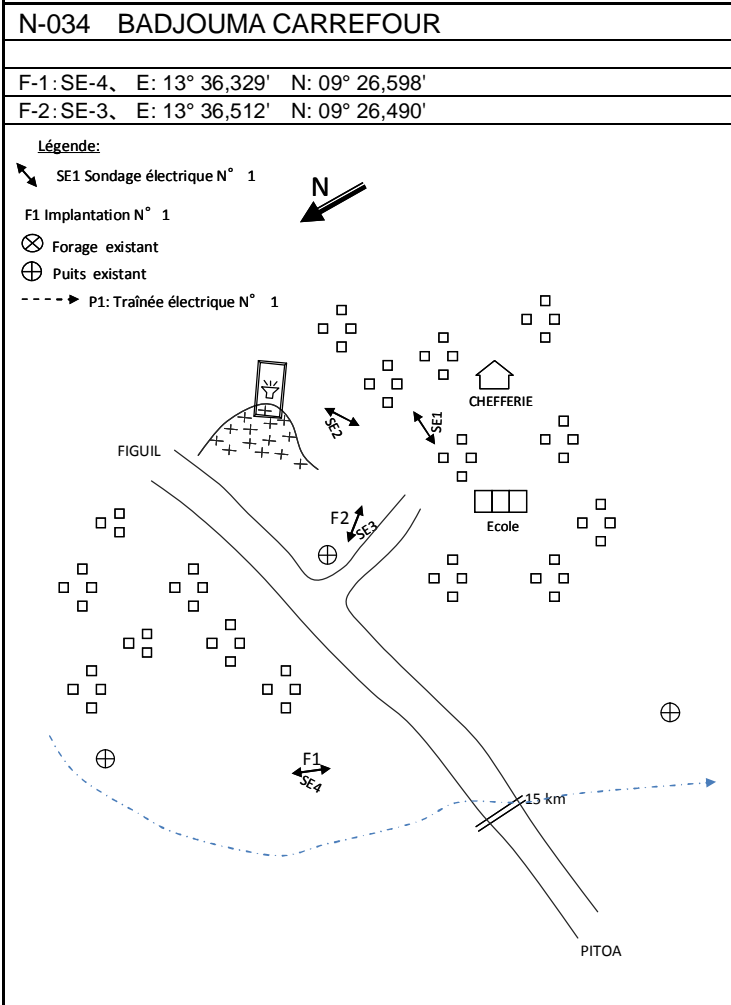 N-034 BADJOUMA CARREFOUR
F-1:SE-4、 E: 13° 36,329' N: 09° 26,598'
F-2:SE-3、 E: 13° 36,512' N: 09° 26,490'
Légende:
SE1 Sondage électrique N° 1
N
F1 Implantation N° 1
Forage existant
Puits existant
P1: Traînée électrique N° 1
CHEFFERIE
SE2
SE1
FIGUIL
Ecole
F2
SE3
F1
SE4
15 km
PITOA